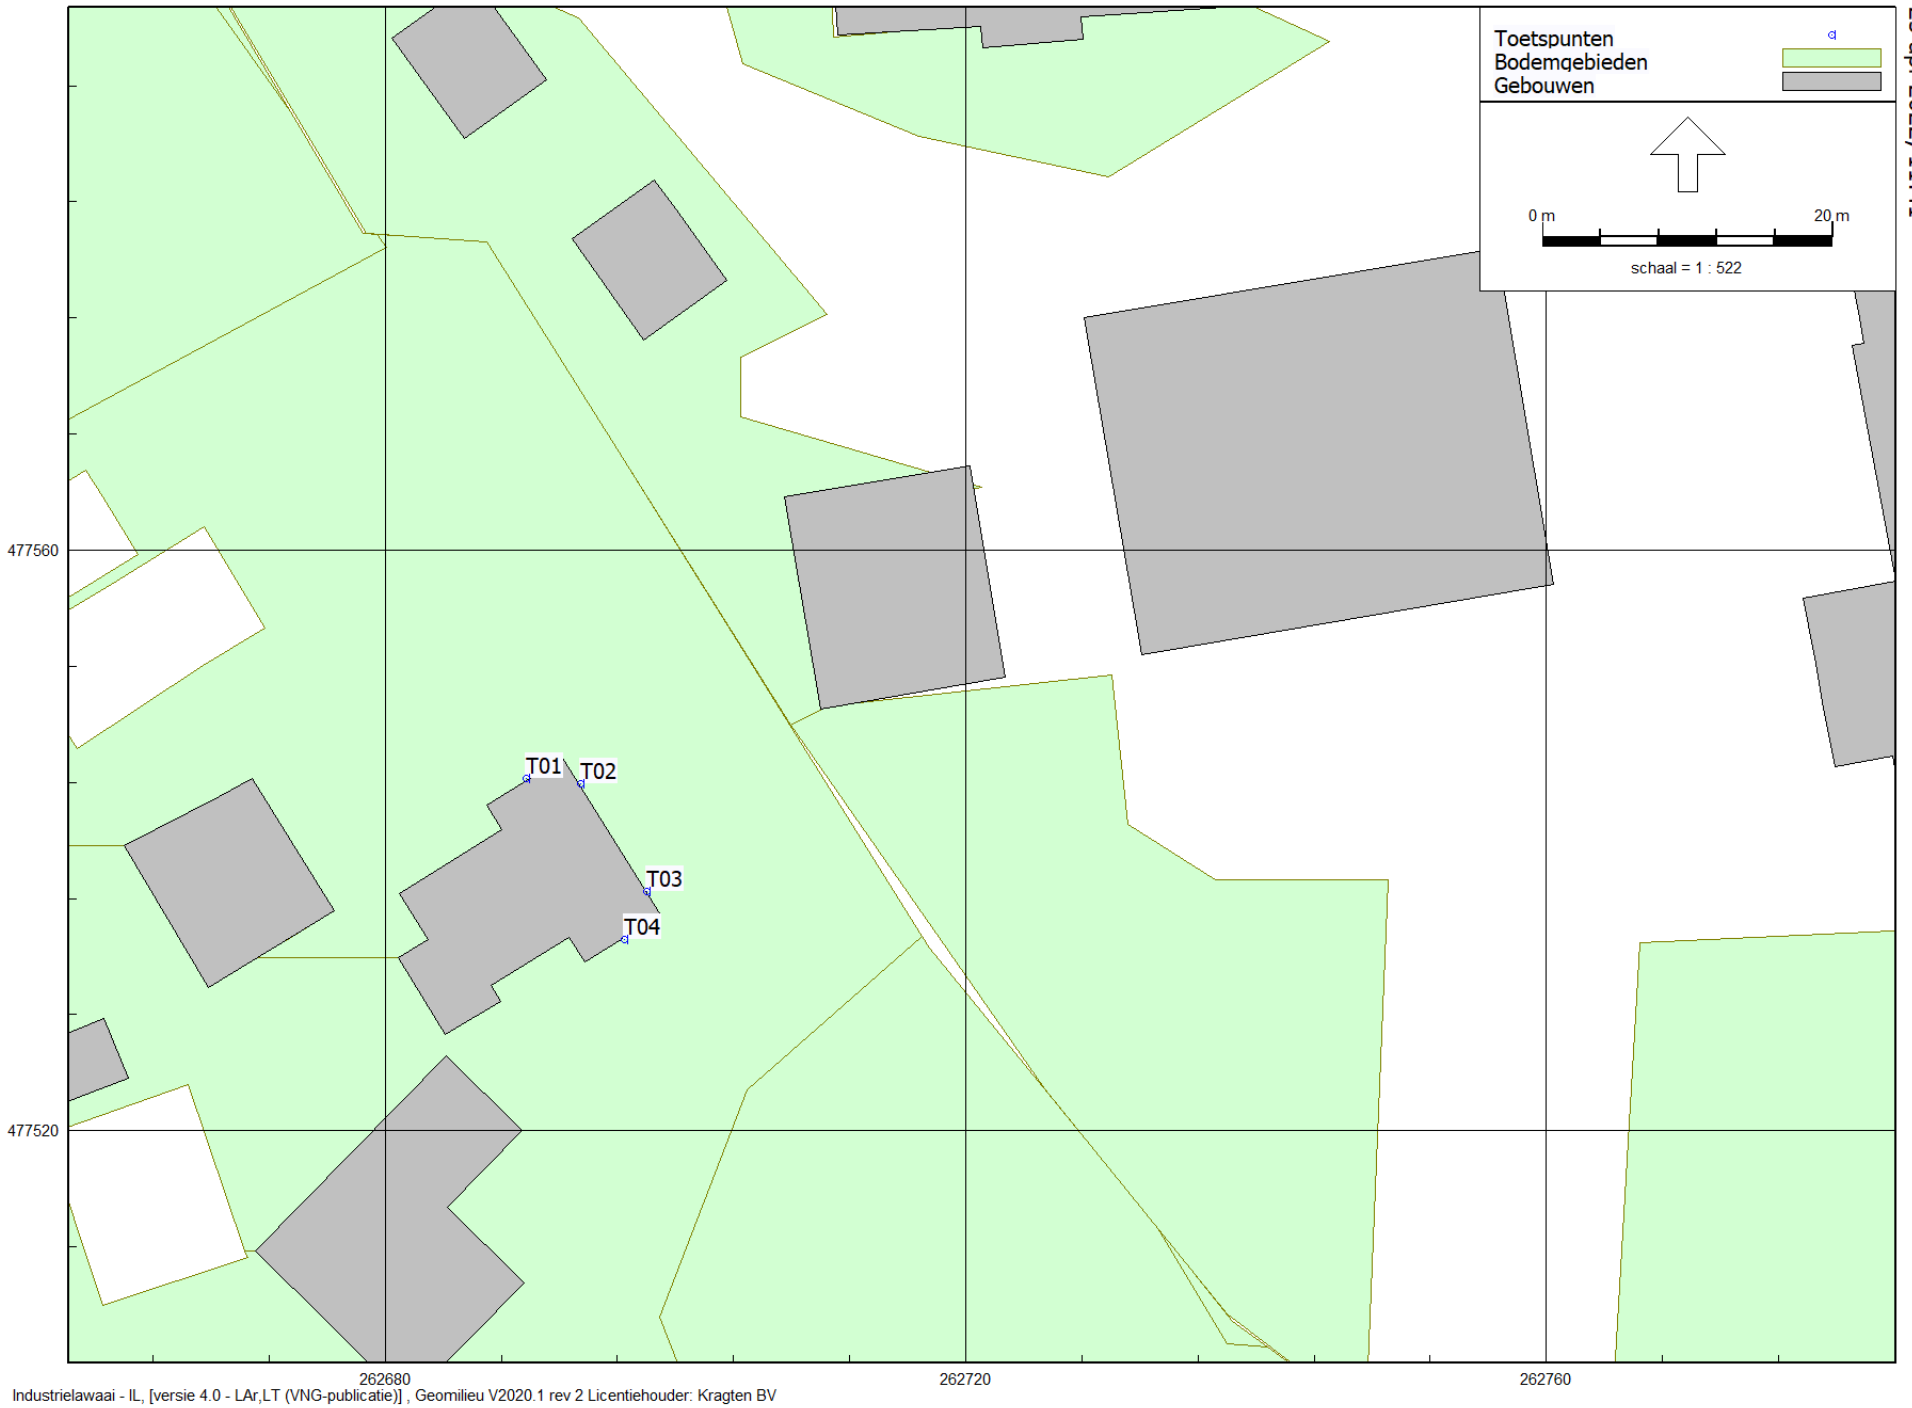 Toetspunten
Bodemgebieden
Gebouwen
0 m
20 m
schaal = 1 : 522
477560
T01
T02
T03
T04
477520
262680
262720
262760
Industrielawaai - IL, [versie 4.0 - LAr,LT (VNG-publicatie)] , Geomilieu V2020.1 rev 2 Licentiehouder: Kragten BV